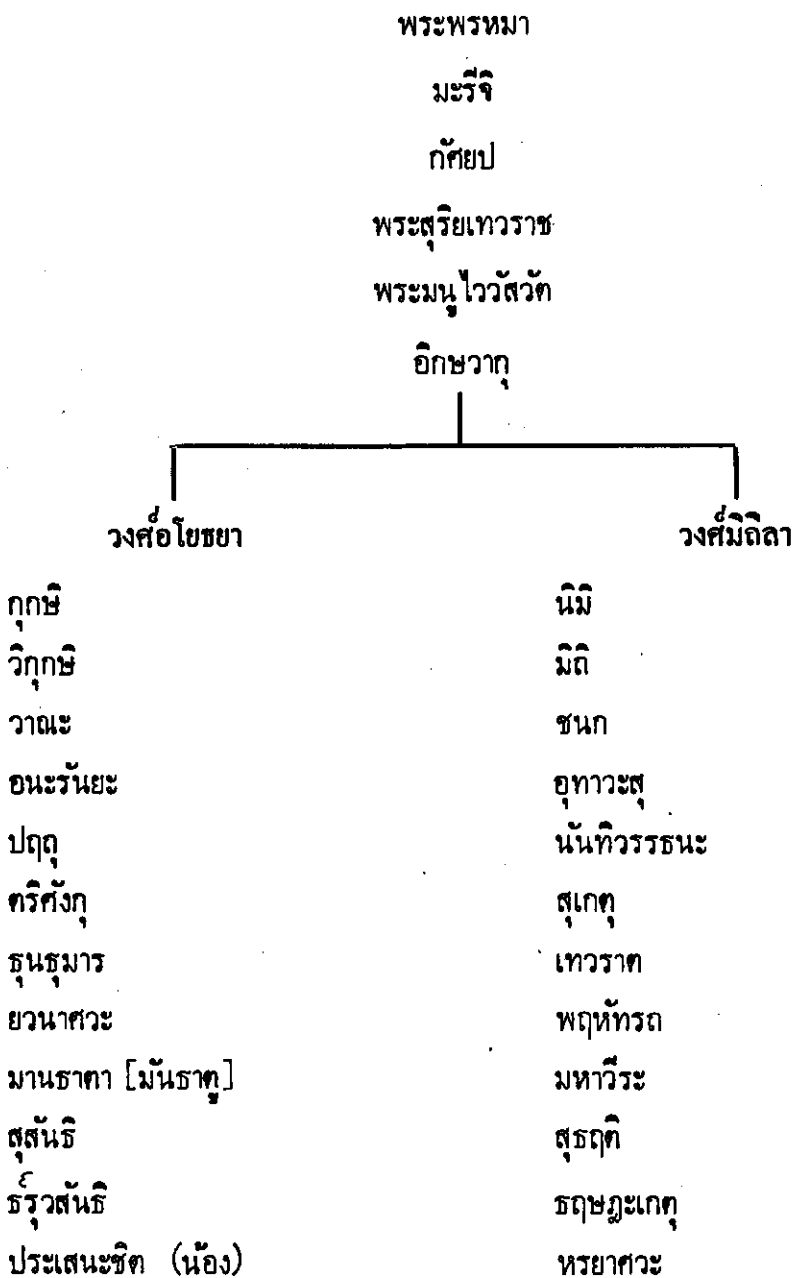 พระพรหมา
มะรีจิ
กัศยป
พระสุริยเทวราช
พระมนูไววัสวัต
อิกษวากุ
วงศ์อโยธยา
วงศ์มิถิลา
กุกษิ
นิมิ
วิกุกษิ
มิถิ
วาณะ
ชนก
อนะรันยะ
อุทาวะสุ
ปฤถุ
นันทิวรรธนะ
ตริศังกุ
สุเกตุ
ธุนธุมาร
เทวราต
ยวนาศวะ
พฤหัทรถ
มานธาตา [มันธาตู]
มหาวีระ
สุสันธิ
สุธฤติ
ธ์รุวสันธิ
ธฤษฎะเกตุ
ประเสนะชิต (น้อง)
หรยาศวะ